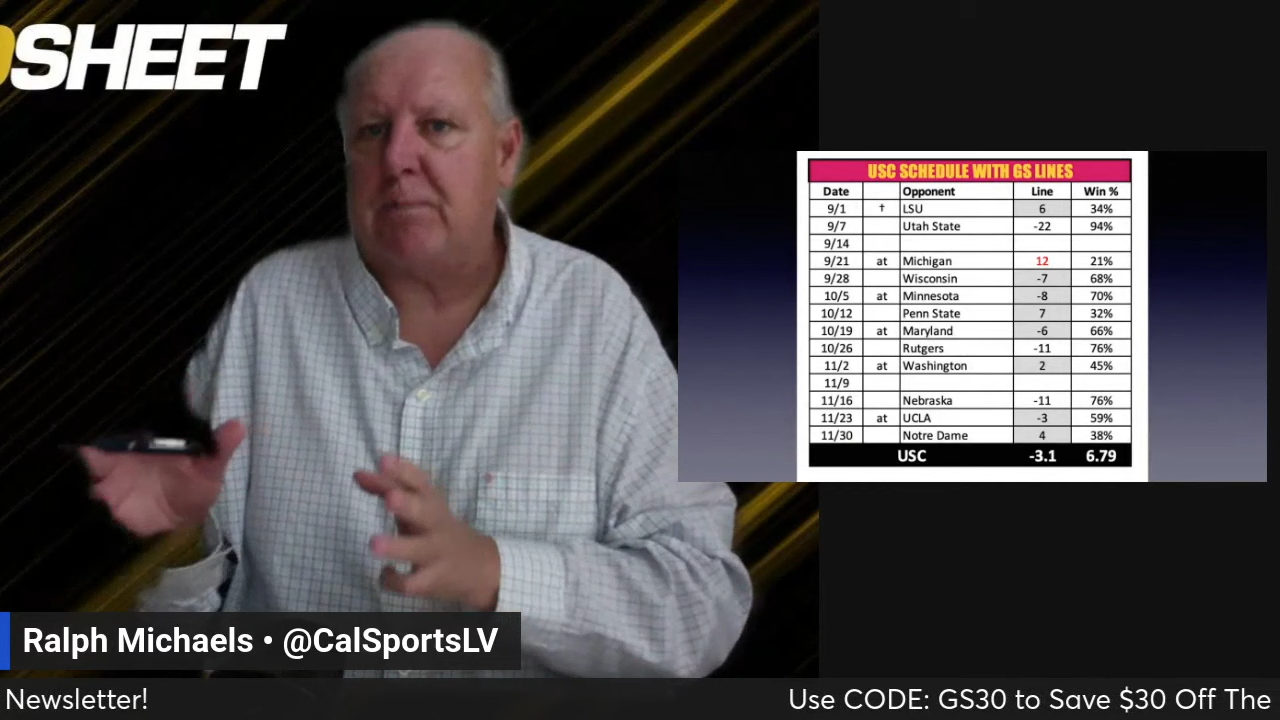 SHEET
USC SCHEDULE WITH GS LINES
Date Opponent Line Win %
9/1 † LSU 6 34%
9/7 Utah State -22 94%
9/14
9/21 at Michigan 12 21%
9/28 Wisconsin -7 68%
10/5 at Minnesota -8 70%
10/12 Penn State 7 32%
10/19 at Maryland -6 66%
10/26 Rutgers -11 76%
11/2 at Washington 2 45%
11/9
11/16 Nebraska -11 76%
11/23 at UCLA -3 59%
11/30 Notre Dame 4 38%
USC -3.1 6.79
Ralph Michaels • @CalSportsLV
Newsletter! Use CODE: GS30 to Save $30 Off The